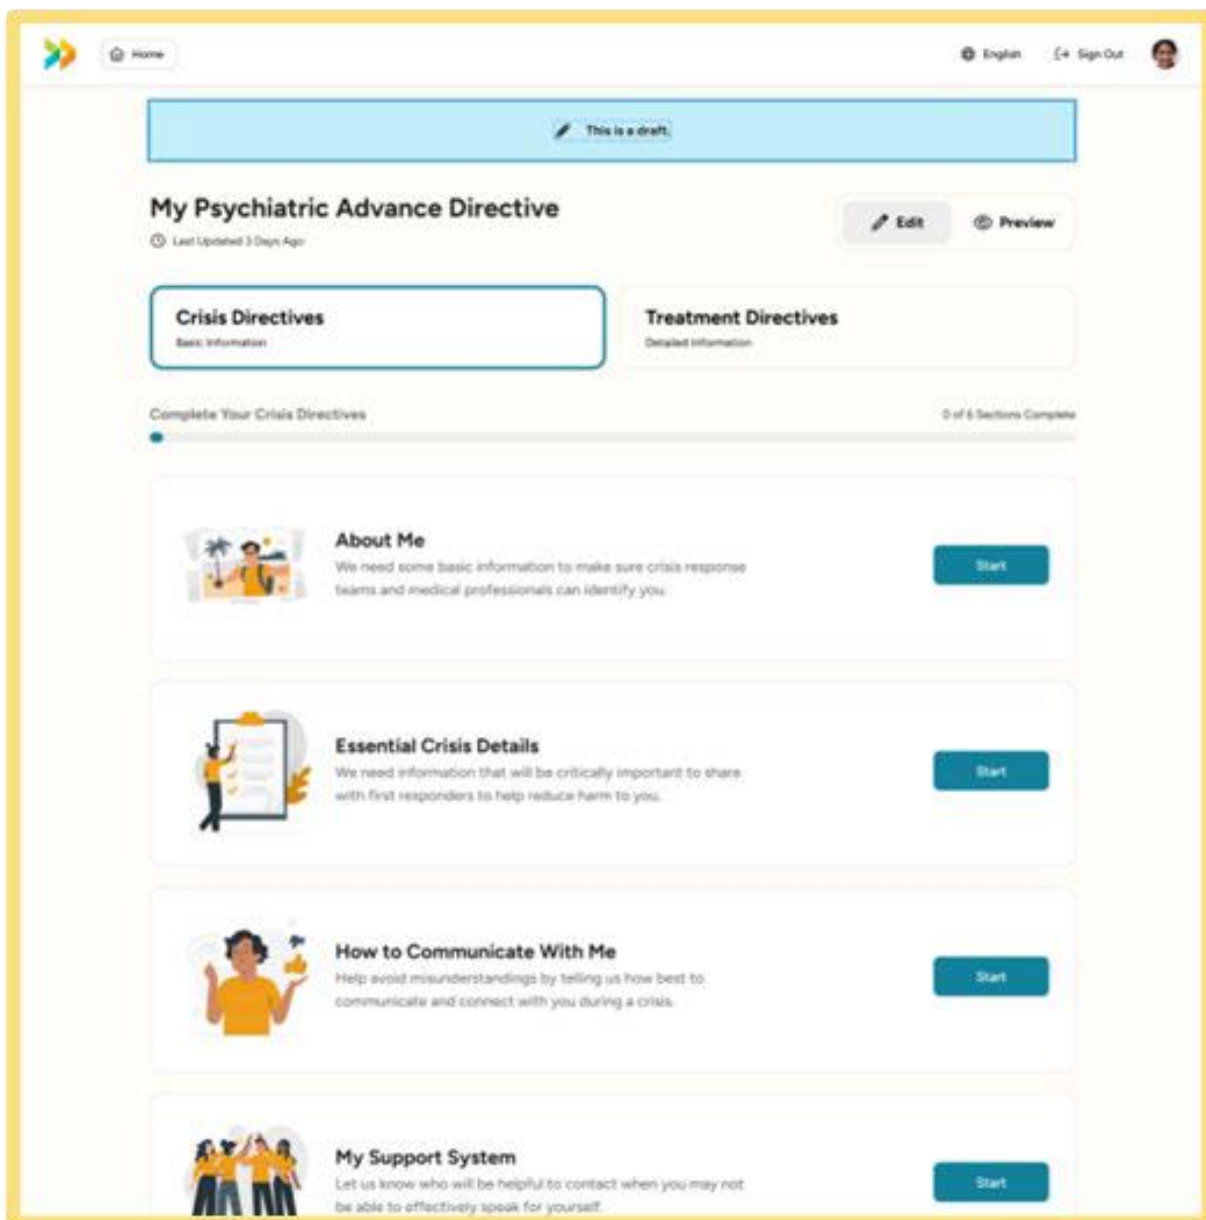 Home
English
Sign Out
This is a draft.
My Psychiatric Advance Directive
Edit
Preview
Last Updated 3 Days Ago
Crisis Directives
Basic Information
Treatment Directives
Detailed Information
Complete Your Crisis Directives
0 of 6 Sections Complete
About Me
We need some basic information to make sure crisis response
teams and medical professionals can identify you.
Start
Essential Crisis Details
We need information that will be critically important to share
with first responders to help reduce harm to you.
Start
How to Communicate With Me
Help avoid misunderstandings by telling us how best to
communicate and connect with you during a crisis.
Start
My Support System
Let us know who will be helpful to contact when you may not
be able to effectively speak for yourself.
Start